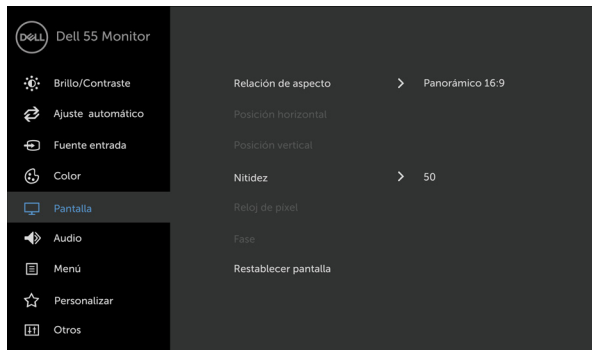 DELL Dell 55 Monitor
Brillo/Contraste
Relación de aspecto > Panorámico 16:9
Ajuste automático
Posición horizontal
Fuente entrada
Posición vertical
Color
Nitidez > 50
Pantalla
Reloj de píxel
Audio
Fase
Menú
Restablecer pantalla
Personalizar
Otros